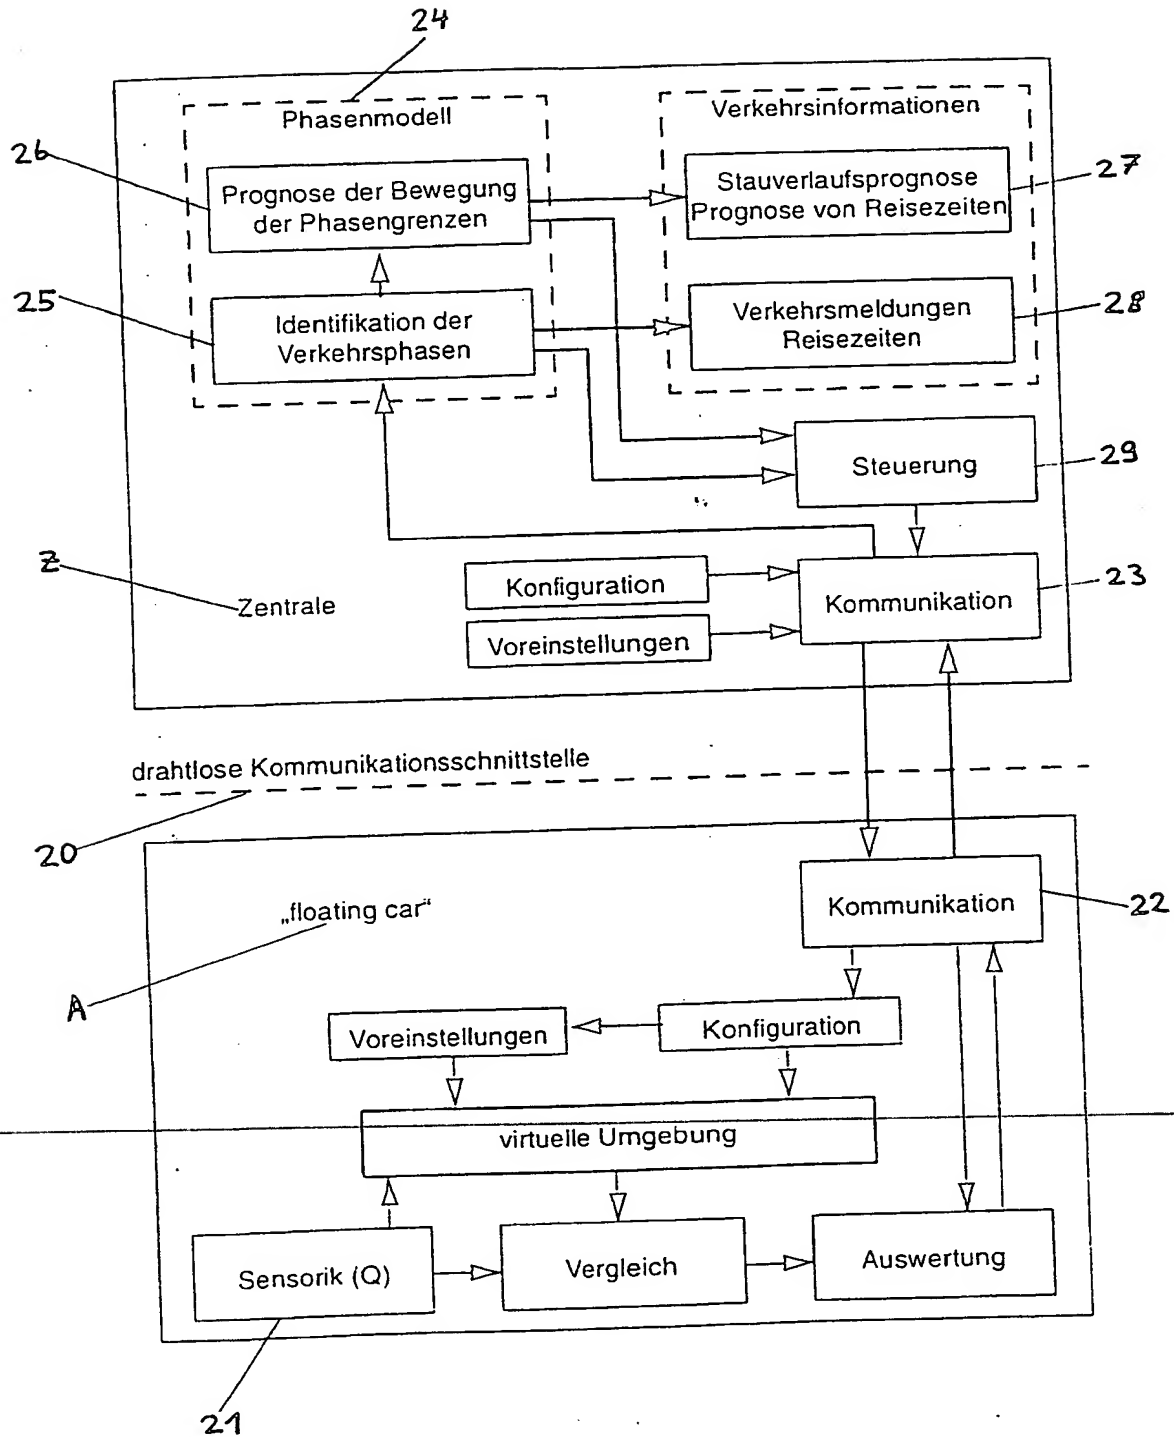 24
Phasenmodell
Verkehrsinformationen
26
Prognose der Bewegung
der Phasengrenzen
Stauverlaufsprognose
Prognose von Reisezeiten
27
25
Identifikation der
Verkehrsphasen
Verkehrsmeldungen
Reisezeiten
28
Steuerung
29
Z
Zentrale
Konfiguration
Voreinstellungen
Kommunikation
23
drahtlose Kommunikationsschnittstelle
20
„floating car“
A
Kommunikation
22
Voreinstellungen
Konfiguration
virtuelle Umgebung
Sensorik (Q)
Vergleich
Auswertung
21